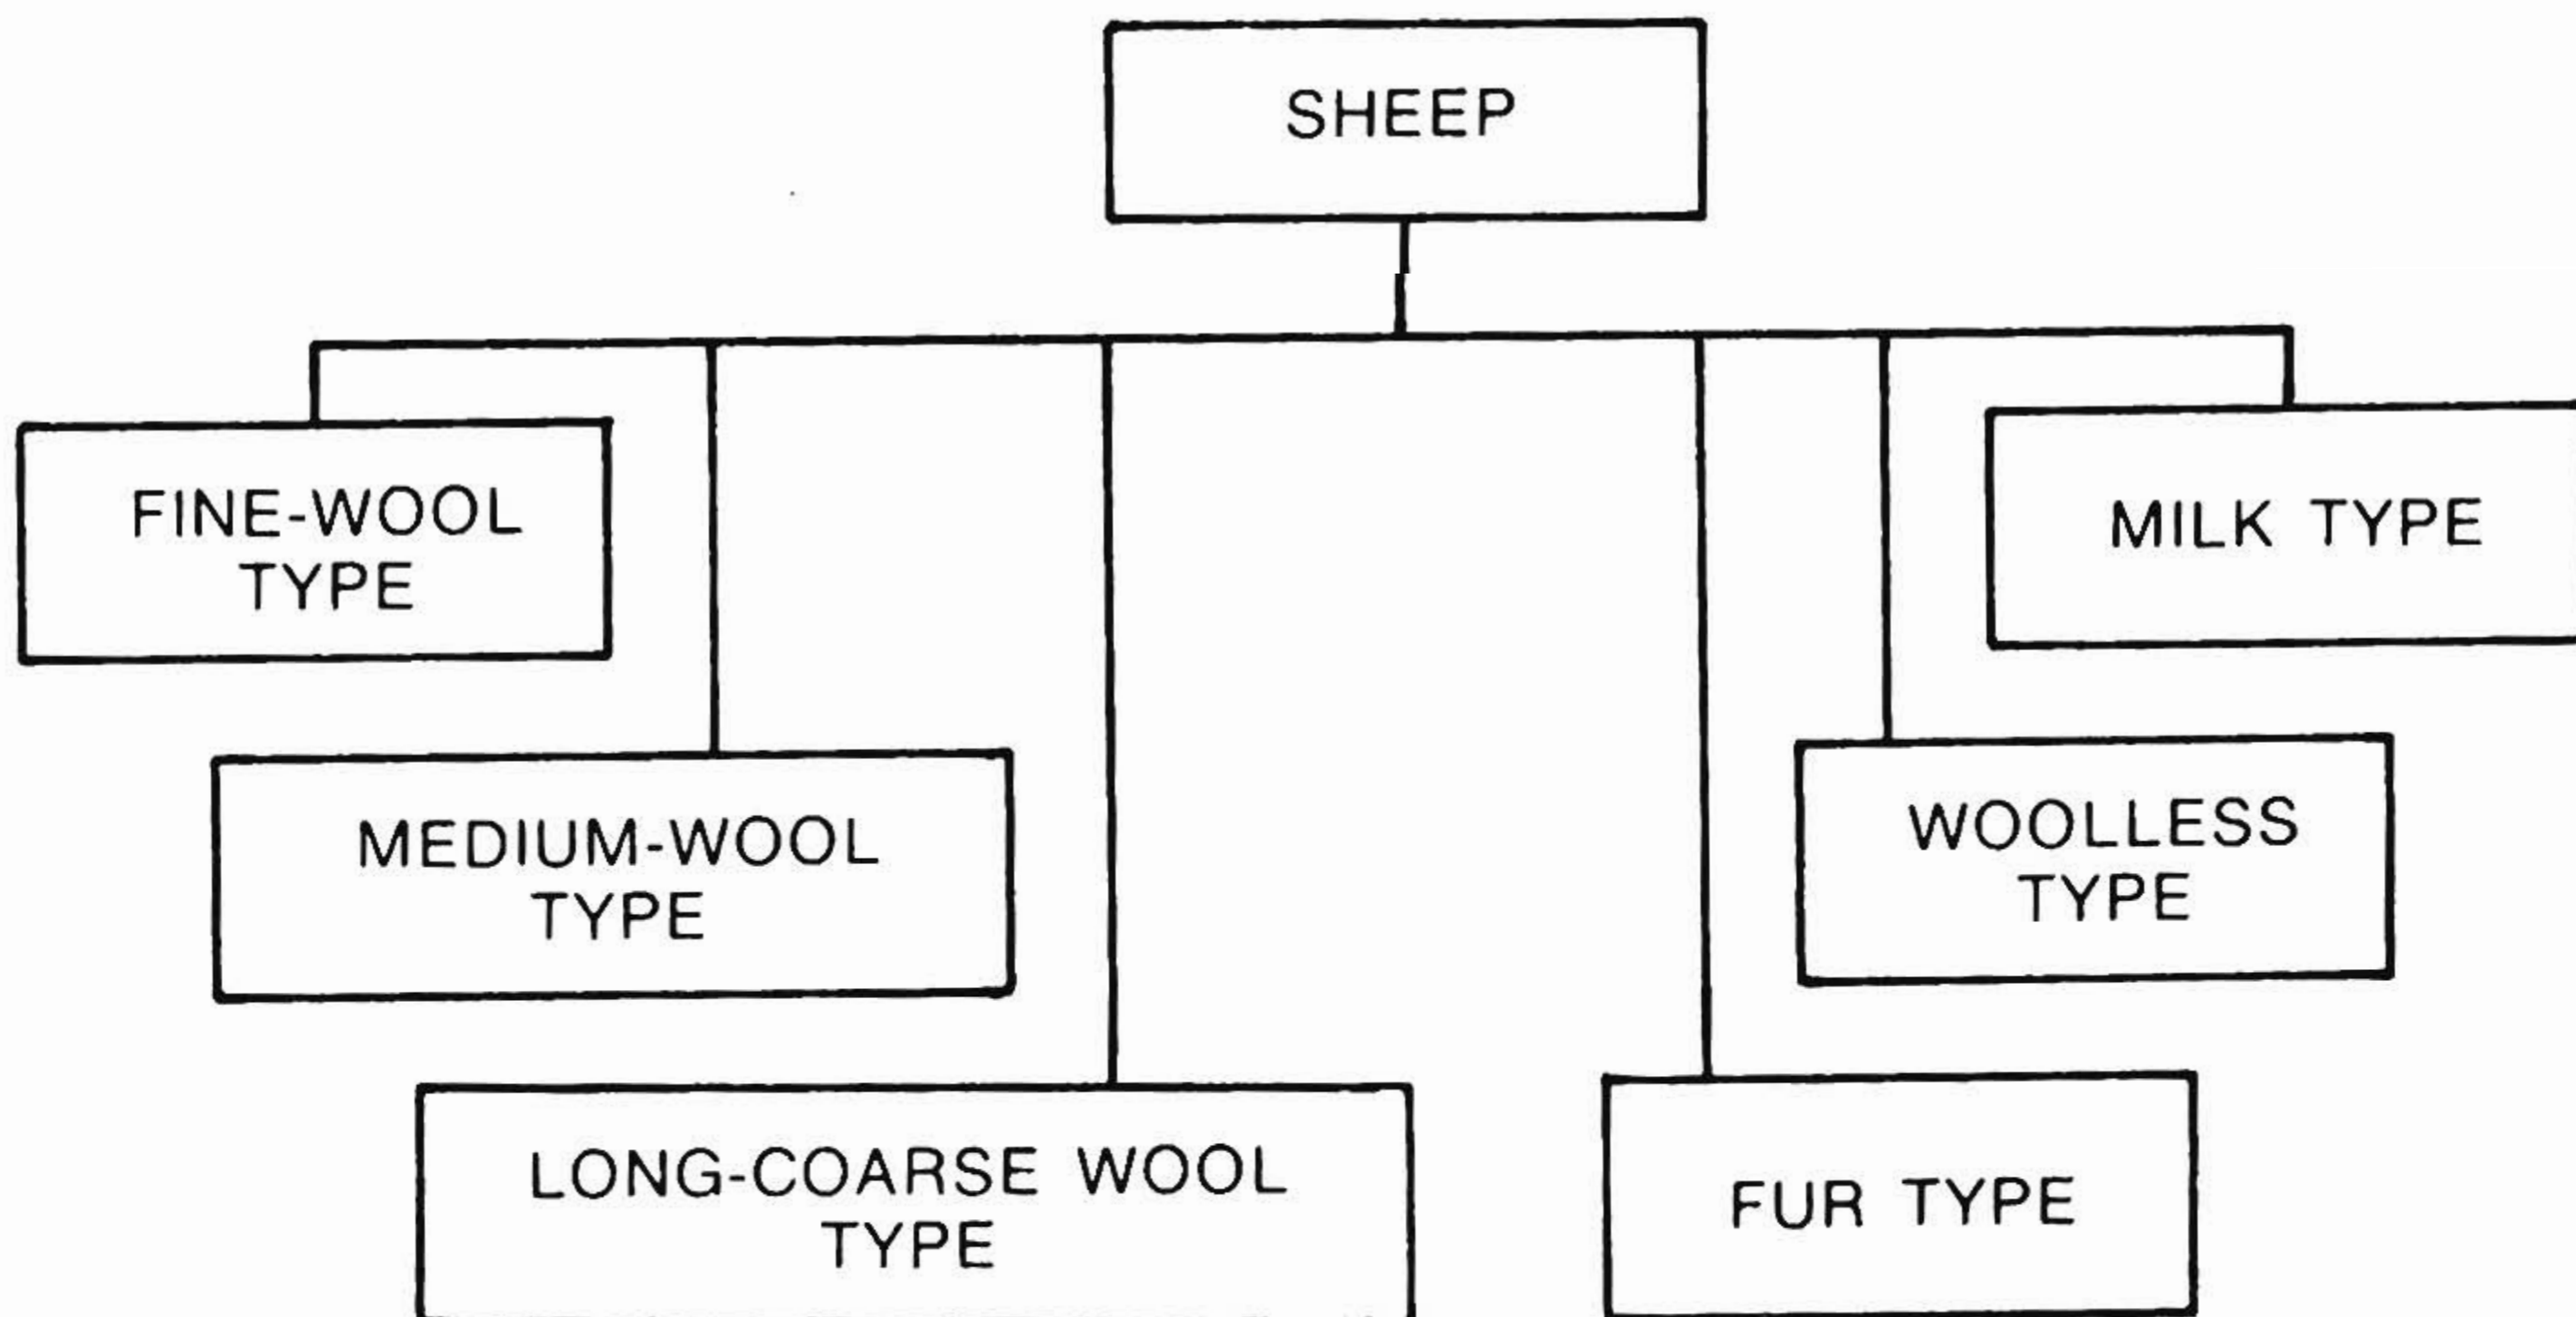 SHEEP
FINE-WOOL
TYPE
MILK TYPE
MEDIUM-WOOL
TYPE
WOOLLESS
TYPE
LONG-COARSE WOOL
TYPE
FUR TYPE